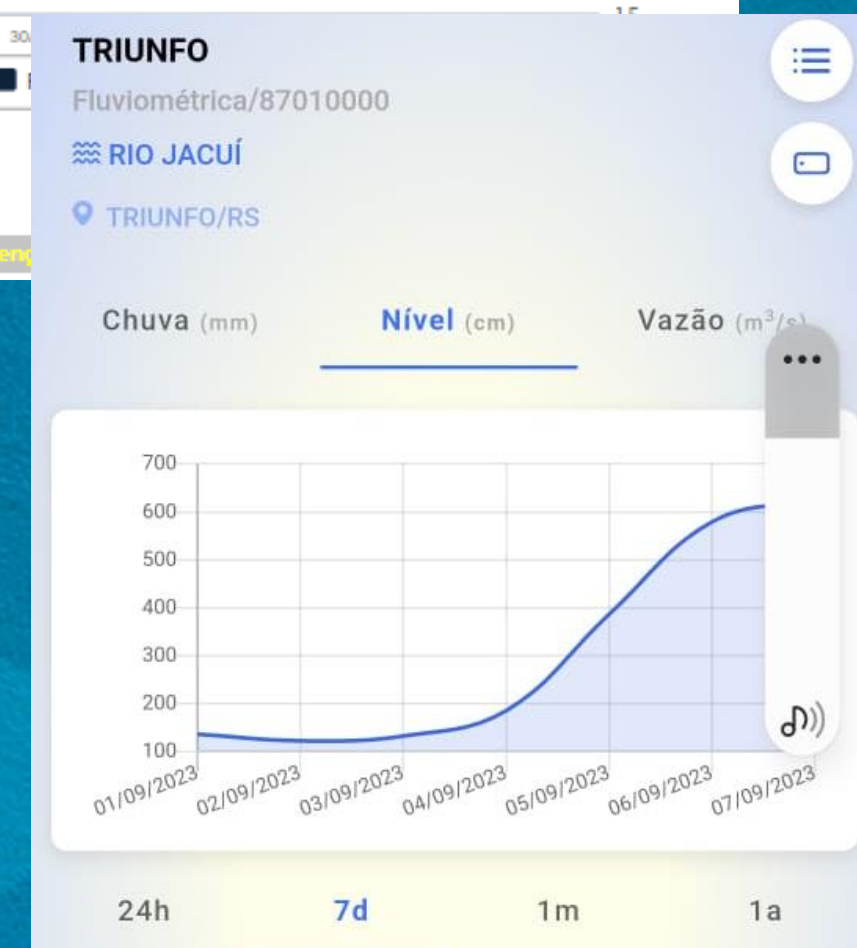 TRIUNFO
Fluviométrica/87010000
RIO JACUÍ
TRIUNFO/RS
Chuva (mm) Nível (cm) Vazão (m³/s)
700
600
500
400
300
200
100
01/09/2023 02/09/2023 03/09/2023 04/09/2023 05/09/2023 06/09/2023 07/09/2023
24h 7d 1m 1a